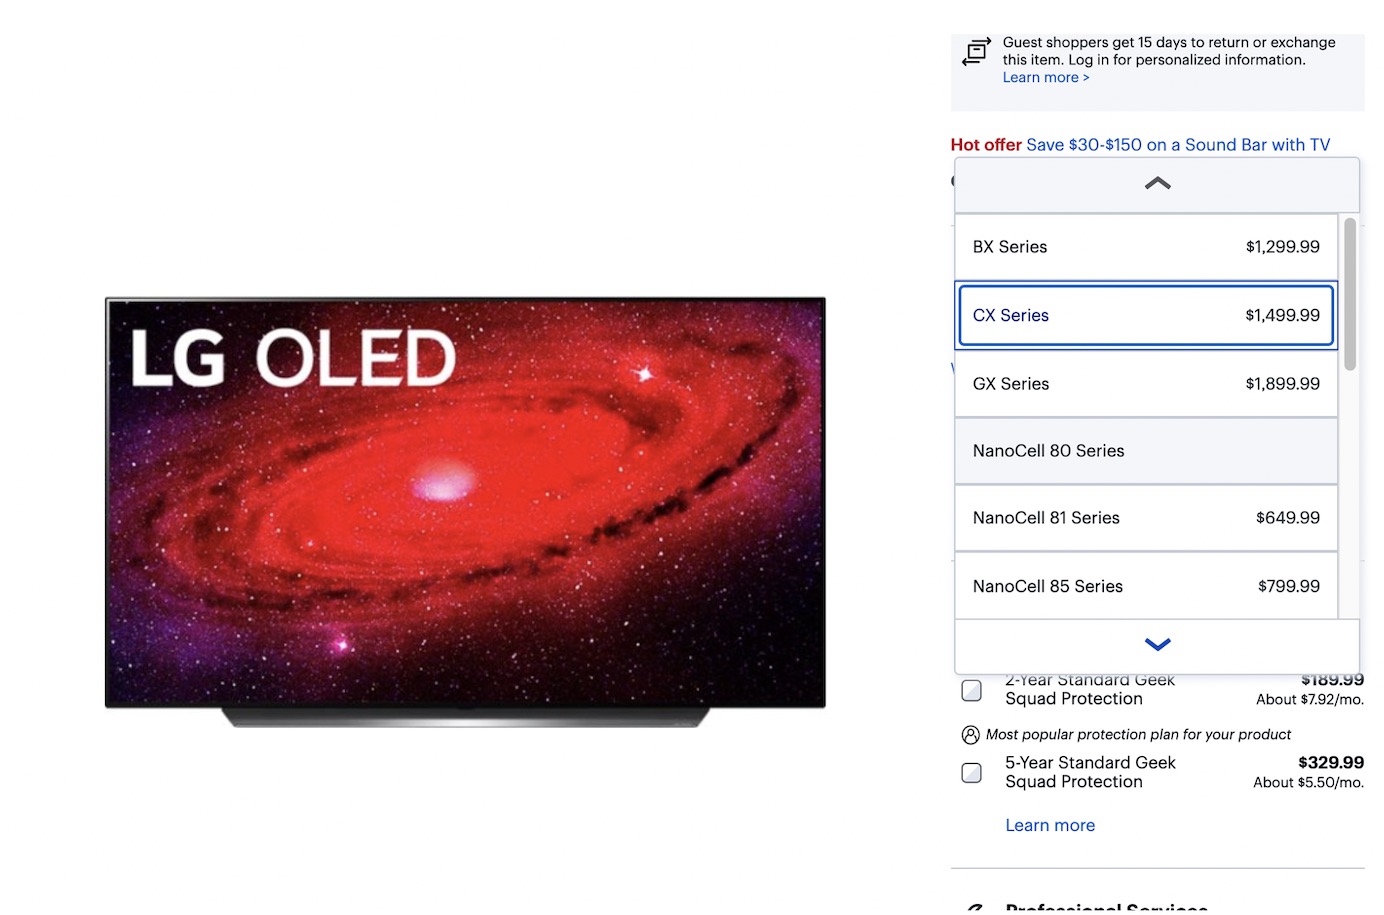 Guest shoppers get 15 days to return or exchange
this item. Log in for personalized information.
Learn more >
Hot offer Save $30-$150 on a Sound Bar with TV
LG OLED
BX Series $1,299.99
CX Series $1,499.99
GX Series $1,899.99
NanoCell 80 Series
NanoCell 81 Series $649.99
NanoCell 85 Series $799.99
2-Year Standard Geek $189.99
Squad Protection About $7.92/mo.
Most popular protection plan for your product
5-Year Standard Geek $329.99
Squad Protection About $5.50/mo.
Learn more
Professional Services